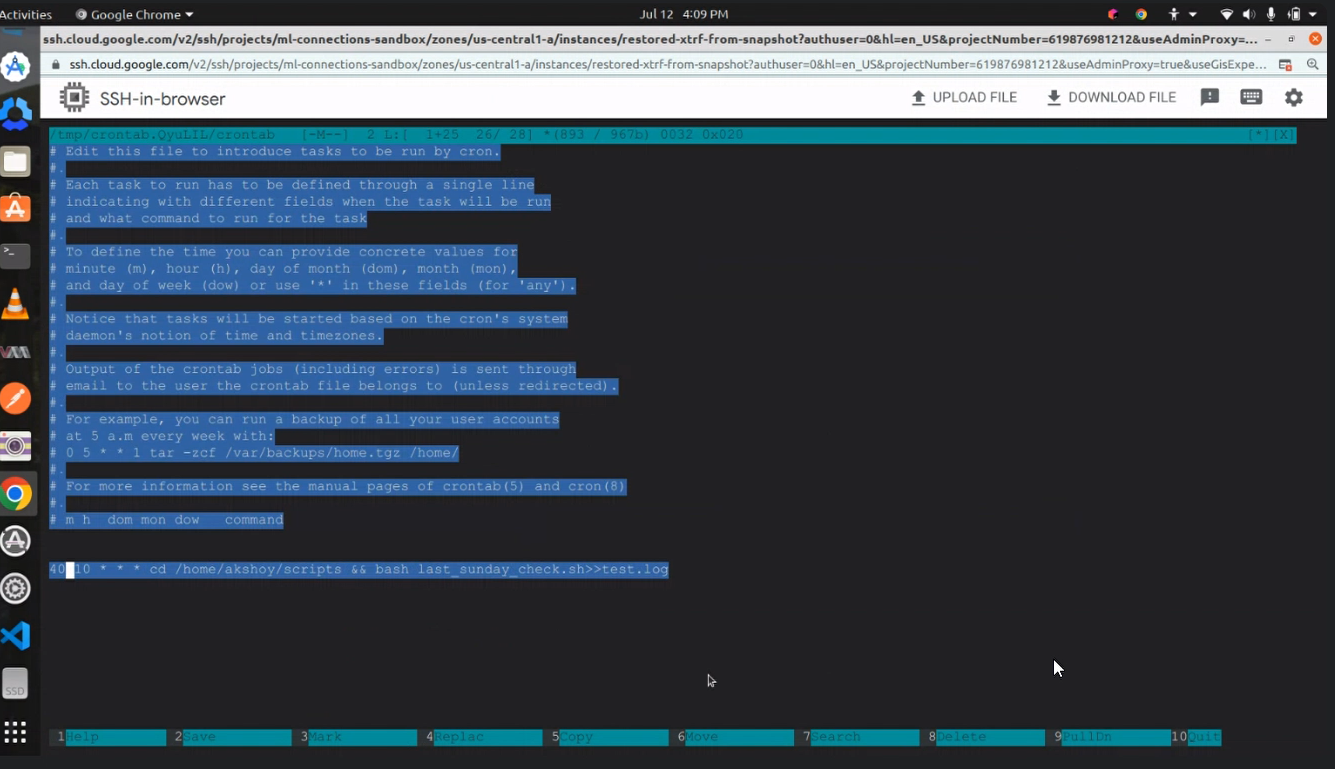 Activities
Google Chrome
Jul 12 4:09 PM
ssh.cloud.google.com/v2/ssh/projects/ml-connections-sandbox/zones/us-central1-a/instances/restored-xtrf-from-snapshot?authuser=0&hl=en_US&projectNumber=619876981212&useAdminProxy=...
ssh.cloud.google.com/v2/ssh/projects/ml-connections-sandbox/zones/us-central1-a/instances/restored-xtrf-from-snapshot?authuser=0&hl=en_US&projectNumber=619876981212&useAdminProxy=true&useGisExpe...
SSH-in-browser
UPLOAD FILE
DOWNLOAD FILE
/tmp/crontab.QyuLIL/crontab [-M--] 2 L:[ 1+25 26/ 28] *(893 / 967b) 0032 0x020 [*][X]
# Edit this file to introduce tasks to be run by cron.
#.
# Each task to run has to be defined through a single line
# indicating with different fields when the task will be run
# and what command to run for the task
#.
# To define the time you can provide concrete values for
# minute (m), hour (h), day of month (dom), month (mon),
# and day of week (dow) or use '*' in these fields (for 'any').
#.
# Notice that tasks will be started based on the cron's system
# daemon's notion of time and timezones.
#.
# Output of the crontab jobs (including errors) is sent through
# email to the user the crontab file belongs to (unless redirected).
#.
# For example, you can run a backup of all your user accounts
# at 5 a.m every week with:
# 0 5 * * 1 tar -zcf /var/backups/home.tgz /home/
#.
# For more information see the manual pages of crontab(5) and cron(8)
#.
# m h dom mon dow command
40 10 * * * cd /home/akshoy/scripts && bash last_sunday_check.sh>>test.log
1Help 2Save 3Mark 4Replac 5Copy 6Move 7Search 8Delete 9PullDn 10Quit
SSD